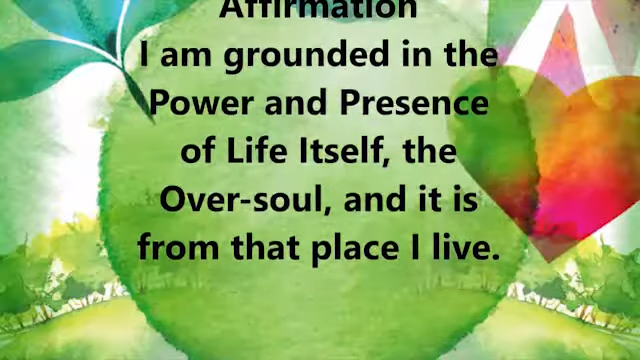 Affirmation
I am grounded in the
Power and Presence
of Life Itself, the
Over-soul, and it is
from that place I live.